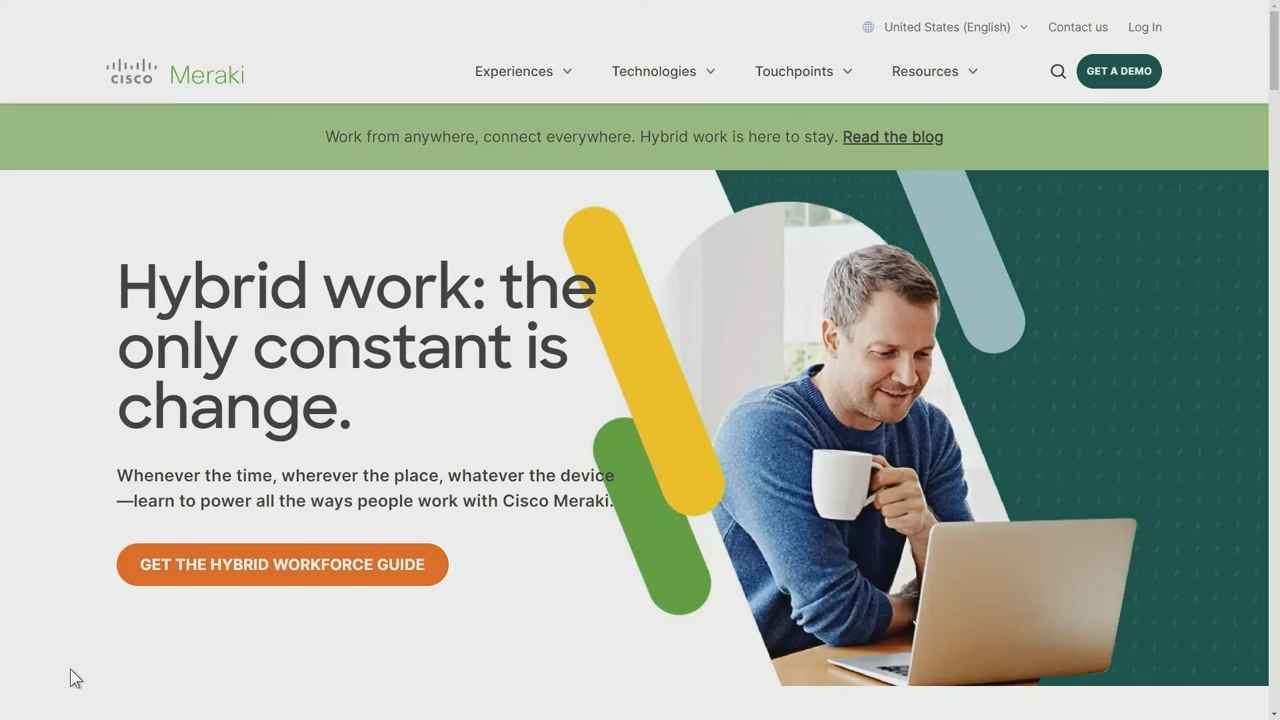 United States (English)
Contact us
Log In
CISCO Meraki
Experiences
Technologies
Touchpoints
Resources
GET A DEMO
Work from anywhere, connect everywhere. Hybrid work is here to stay. Read the blog
Hybrid work: the
only constant is
change.
Whenever the time, wherever the place, whatever the device
—learn to power all the ways people work with Cisco Meraki.
GET THE HYBRID WORKFORCE GUIDE